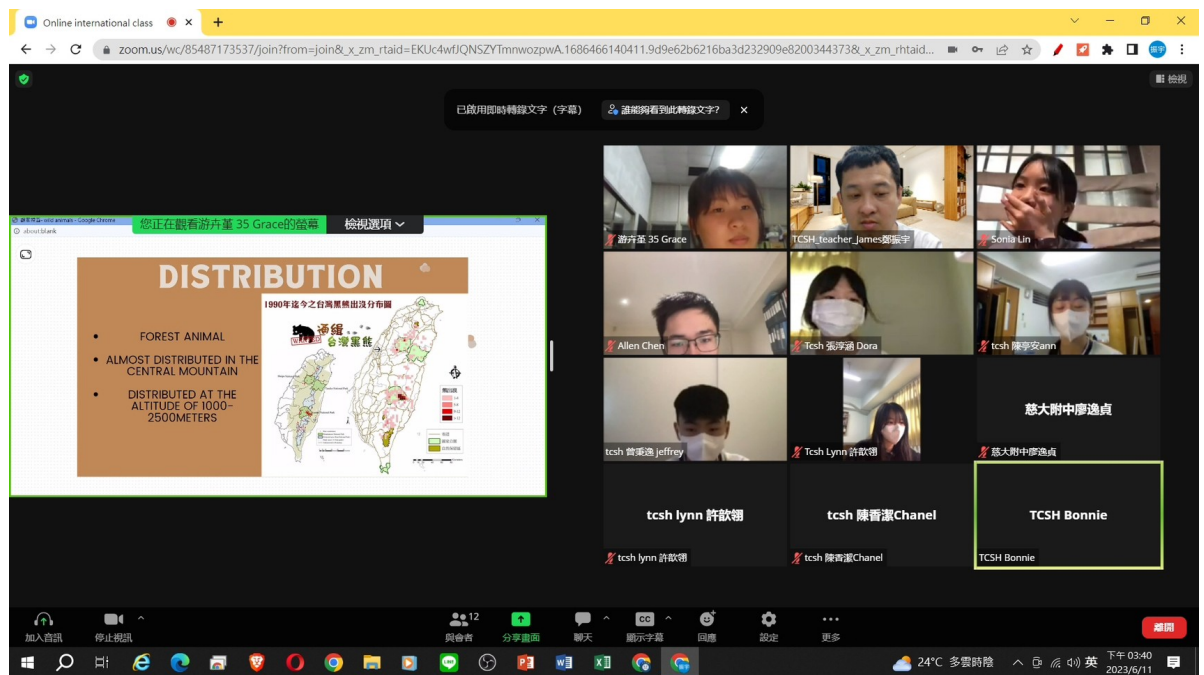 Online international class
zoom.us/wc/85487173537/join?from=join&_x_zm_rtaid=EKUc4wfJQNSZYTmnwozpwA.1686466140411.9d9e62b6216ba3d232909e8200344373&_x_zm_rhtaid...
檢視
已啟用即時轉錄文字 (字幕) 誰能夠看到此轉錄文字?
Google Chrome
您正在觀看游卉堇 35 Grace的螢幕 檢視選項
about:blank
DISTRIBUTION
1990年迄今之台灣黑熊出沒分布圖
通緝
台灣黑熊
• FOREST ANIMAL
• ALMOST DISTRIBUTED IN THE
CENTRAL MOUNTAIN
• DISTRIBUTED AT THE
ALTITUDE OF 1000-
2500METERS
游卉堇 35 Grace
TCSH_teacher_James鄭振宇
Sonia Lin
Allen Chen
Tcsh 張淳涵 Dora
tcsh 陳亭安ann
tcsh 曾秉逸 jeffrey
Tcsh Lynn 許歆翎
慈大附中廖逸貞
慈大附中廖逸貞
tcsh lynn 許歆翎
tcsh lynn 許歆翎
tcsh 陳香潔Chanel
tcsh 陳香潔Chanel
TCSH Bonnie
TCSH Bonnie
加入音訊 停止視訊 12 與會者 分享畫面 聊天 CC 顯示字幕 回應 設定 更多 離開
24°C 多雲時陰 英 下午 03:40
2023/6/11